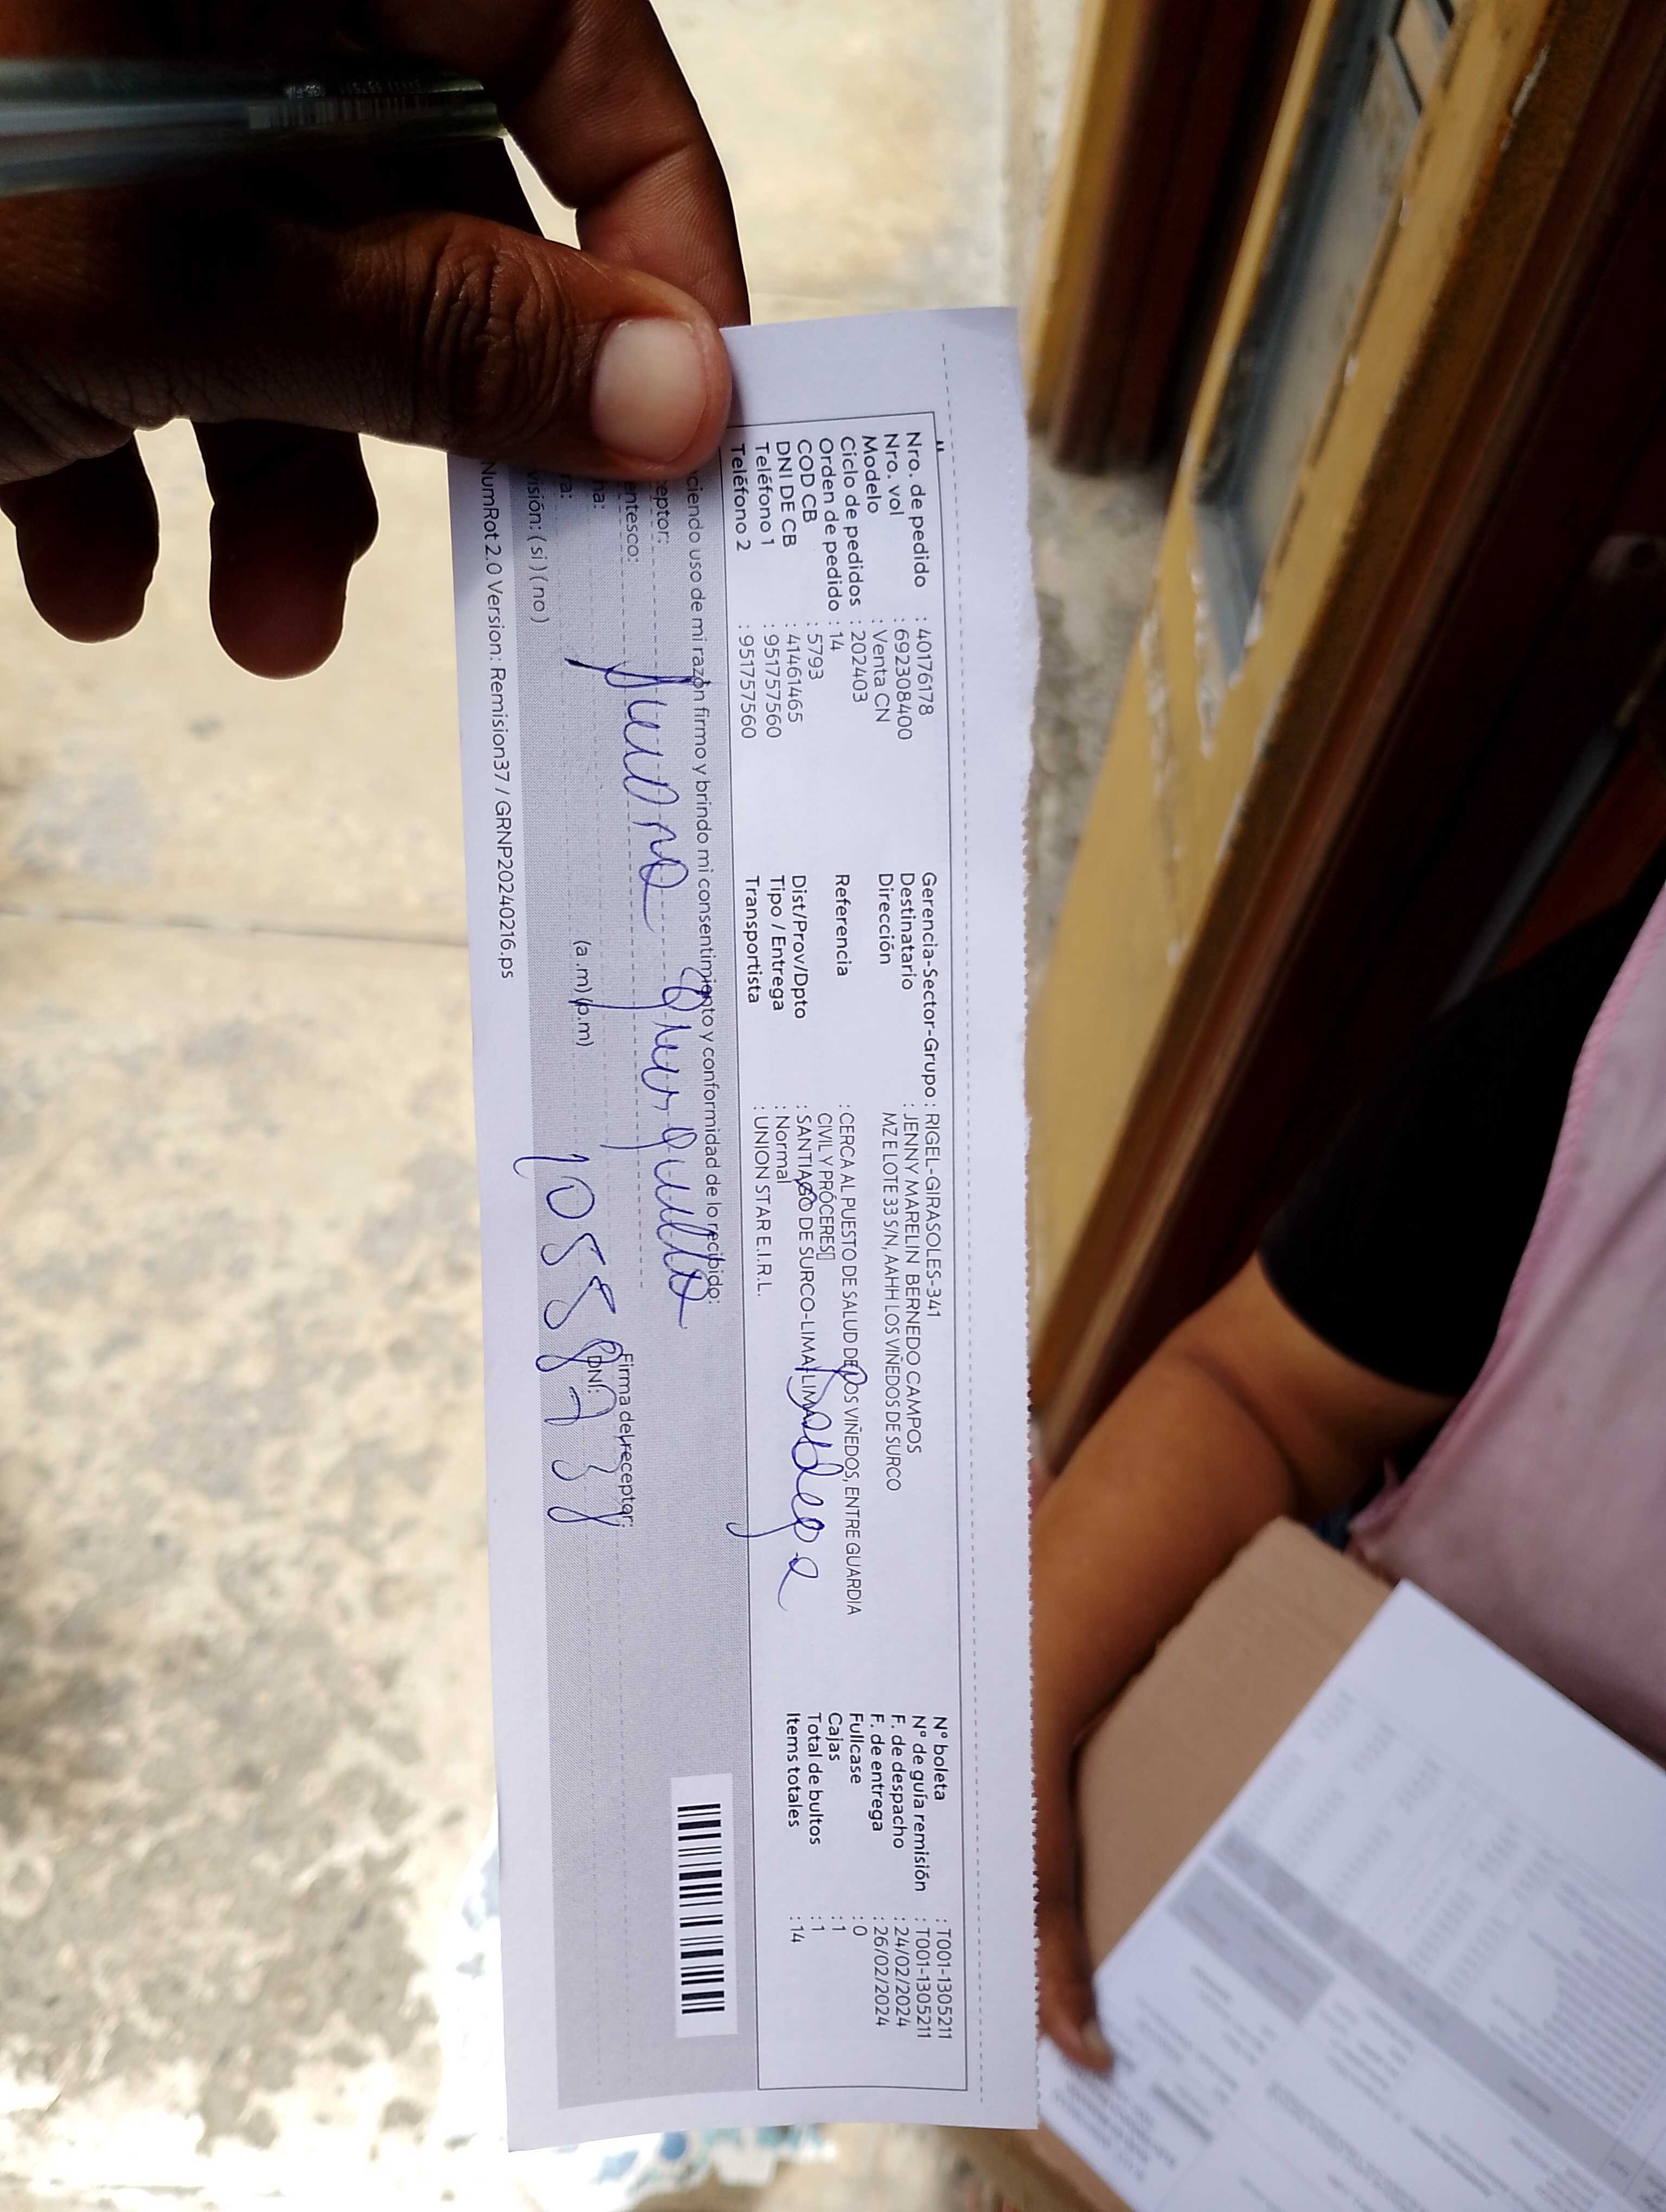 Nro. de pedido : 40176178
Nro. vol : 692308400
Modelo : Venta CN
Ciclo de pedidos : 202403
Orden de pedido : 14
COD CB : 5793
DNI DE CB : 41461465
Teléfono 1 : 951757560
Teléfono 2 : 951757560
Gerencia-Sector-Grupo : RIGEL-GIRASOLES-341
Destinatario : JENNY MARELIN BERNEDO CAMPOS
Dirección MZ E LOTE 33 S/N, AAHH LOS VIÑEDOS DE SURCO
Referencia : CERCA AL PUESTO DE SALUD DE LOS VIÑEDOS, ENTRE GUARDIA
CIVIL Y PRÓCERES
Dist/Prov/Dpto : SANTIAGO DE SURCO-LIMA-LIMA
Tipo / Entrega : Normal
Transportista : UNION STAR E.I.R.L.
N° boleta : T001-1305211
N° de guía remisión : T001-1305211
F. de despacho : 24/02/2024
F. de entrega : 26/02/2024
Fullcase : 0
Cajas : 1
Total de bultos : 1
Items totales : 14
ciendo uso de mi razón firmo y brindo mi consentimiento y conformidad de lo recibido:
ceptor:
entesco:
ha:
ra: (a.m) (p.m)
visión: ( si ) ( no )
Firma del receptor:
DNI:
NumRot 2.0 Version: Remision37 / GRNP20240216.ps